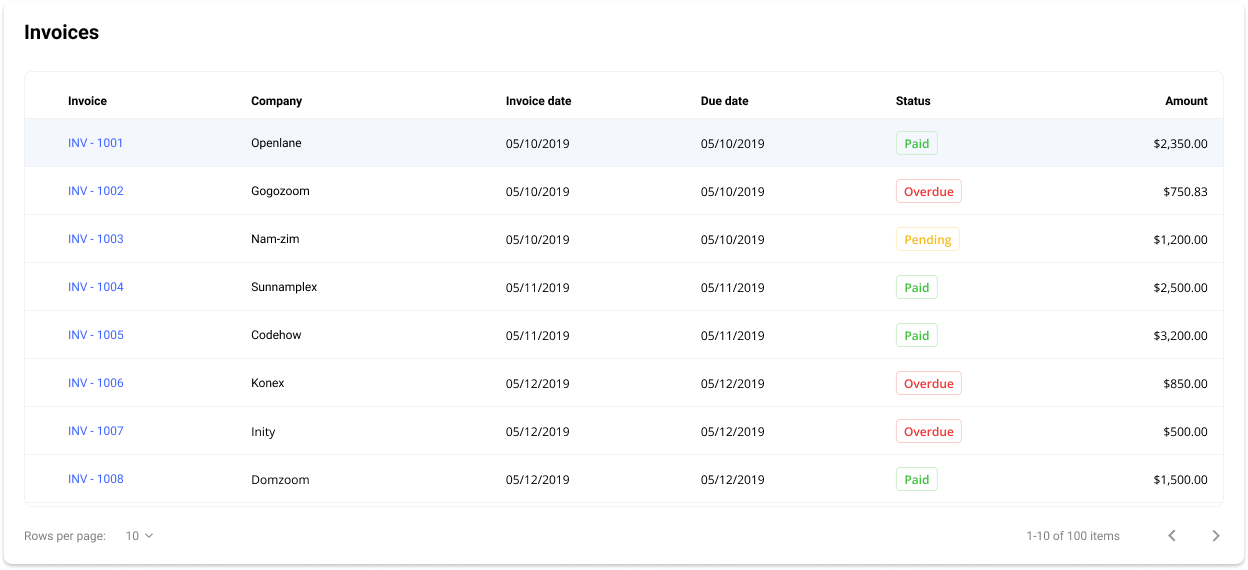 Invoices
Invoice Company Invoice date Due date Status Amount
INV - 1001 Openlane 05/10/2019 05/10/2019 Paid $2,350.00
INV - 1002 Gogozoom 05/10/2019 05/10/2019 Overdue $750.83
INV - 1003 Nam-zim 05/10/2019 05/10/2019 Pending $1,200.00
INV - 1004 Sunnamplex 05/11/2019 05/11/2019 Paid $2,500.00
INV - 1005 Codehow 05/11/2019 05/11/2019 Paid $3,200.00
INV - 1006 Konex 05/12/2019 05/12/2019 Overdue $850.00
INV - 1007 Inity 05/12/2019 05/12/2019 Overdue $500.00
INV - 1008 Domzoom 05/12/2019 05/12/2019 Paid $1,500.00
Rows per page: 10 1-10 of 100 items